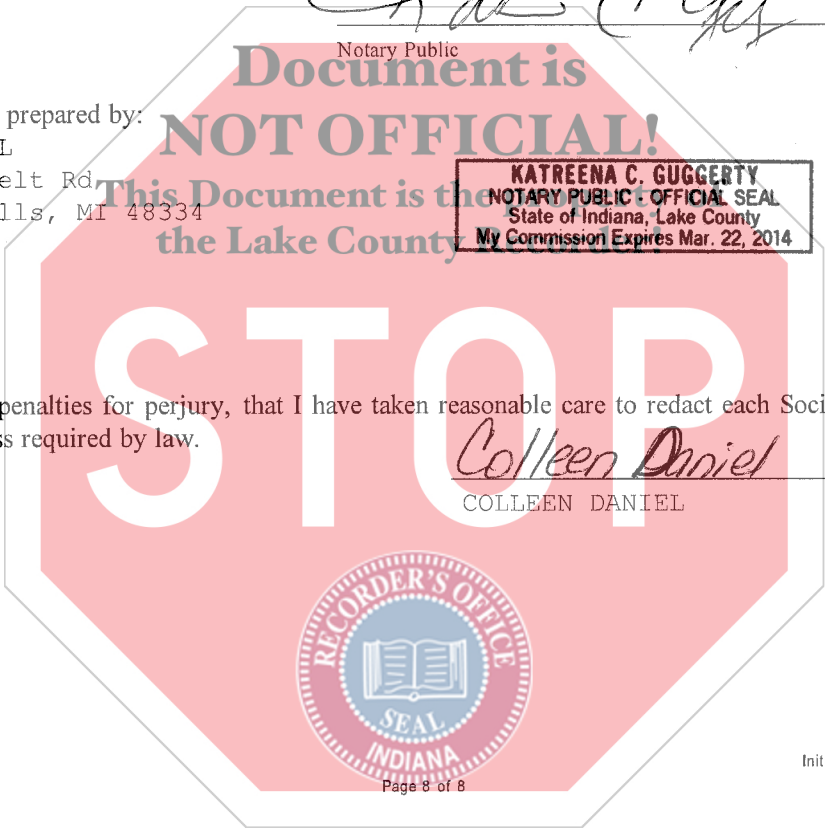 Notary Public
Document is
NOT OFFICIAL!
prepared by:
L
elt Rd
This Document is the Property
lls, MI 48334
the Lake County Recorder!
KATREENA C. GUGGERTY
NOTARY PUBLIC - OFFICIAL SEAL
State of Indiana, Lake County
My Commission Expires Mar. 22, 2014
STOP
penalties for perjury, that I have taken reasonable care to redact each Soci
s required by law.
Colleen Daniel
COLLEEN DANIEL
RECORDER'S OFFICE
SEAL
INDIANA
Init
Page 8 of 8